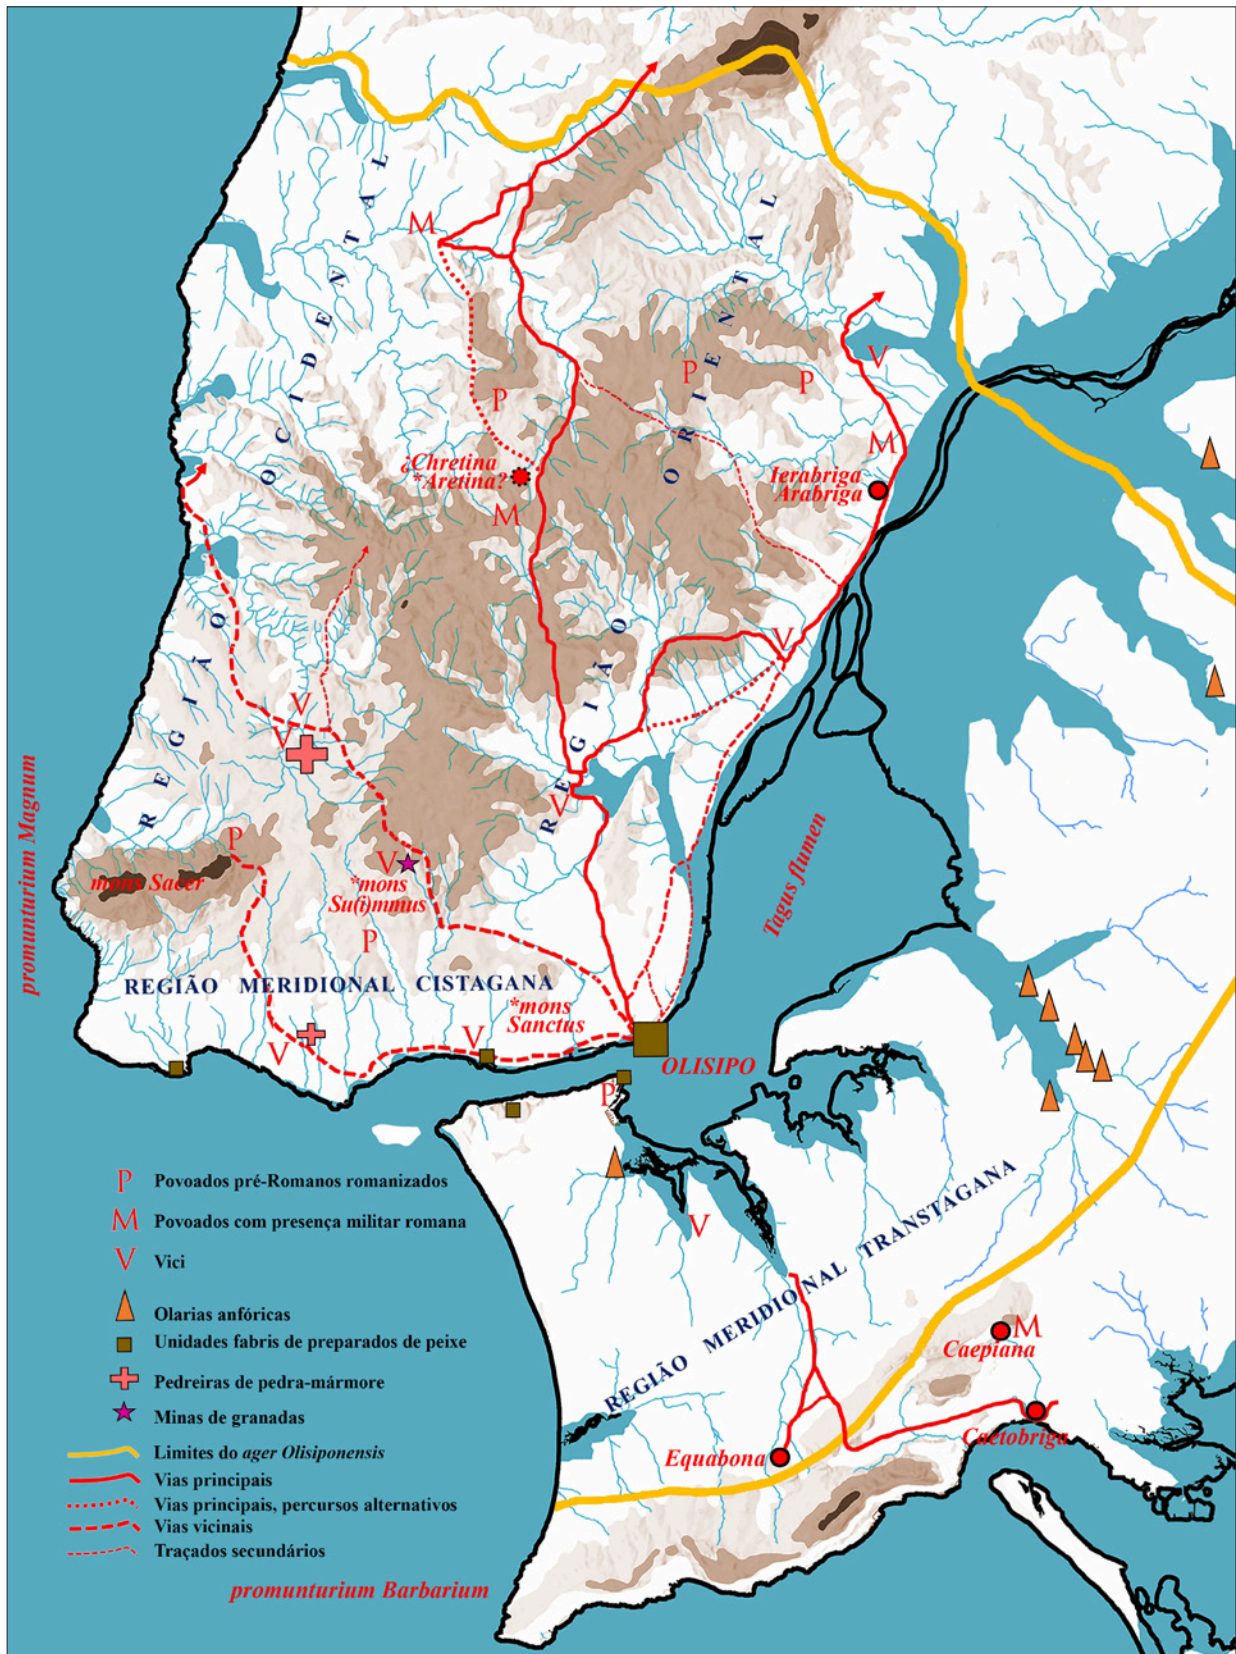 REGIÃO OCIDENTAL
REGIÃO ORIENTAL
M
P
P
P
V
M
¿Chretina
*Aretina?
M
Ierabriga
Arabriga
V
V
V
V
P
mons Sacer
V
*mons
Su(i)mmus
P
promunturium Magnum
Tagus flumen
REGIÃO MERIDIONAL CISTAGANA
*mons
Sanctus
V
V
OLISIPO
P
V
REGIÃO MERIDIONAL TRANSTAGANA
M
Caepiana
Caetobriga
Equabona
P Povoados pré-Romanos romanizados
M Povoados com presença militar romana
V Vici
Olarias anfóricas
Unidades fabris de preparados de peixe
Pedreiras de pedra-mármore
Minas de granadas
Limites do ager Olisiponensis
Vias principais
Vias principais, percursos alternativos
Vias vicinais
Traçados secundários
promunturium Barbarium